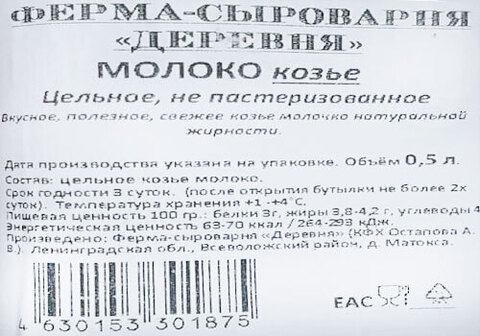 ФЕРМА-СЫРОВАРНЯ
«ДЕРЕВНЯ»
МОЛОКО козье
Цельное, не пастеризованное
Вкусное, полезное, свежее козье молочко натуральной
жирности.
Дата производства указана на упаковке. Объём 0,5 л.
Состав: цельное козье молоко.
Срок годности 3 суток. (после открытия бутылки не более 2х
суток). Температура хранения +1 -+4°С.
Пищевая ценность 100 гр.: белки 3г, жиры 3,8-4,2 г, углеводы 4
Энергетическая ценность 63-70 ккал / 264-293 кДж.
Произведено: Ферма-сыроварня «Деревня» (КФХ Остапова А.
В.). Ленинградская обл., Всеволожский район, д. Матокса.
4 630153 301875
ЕАС